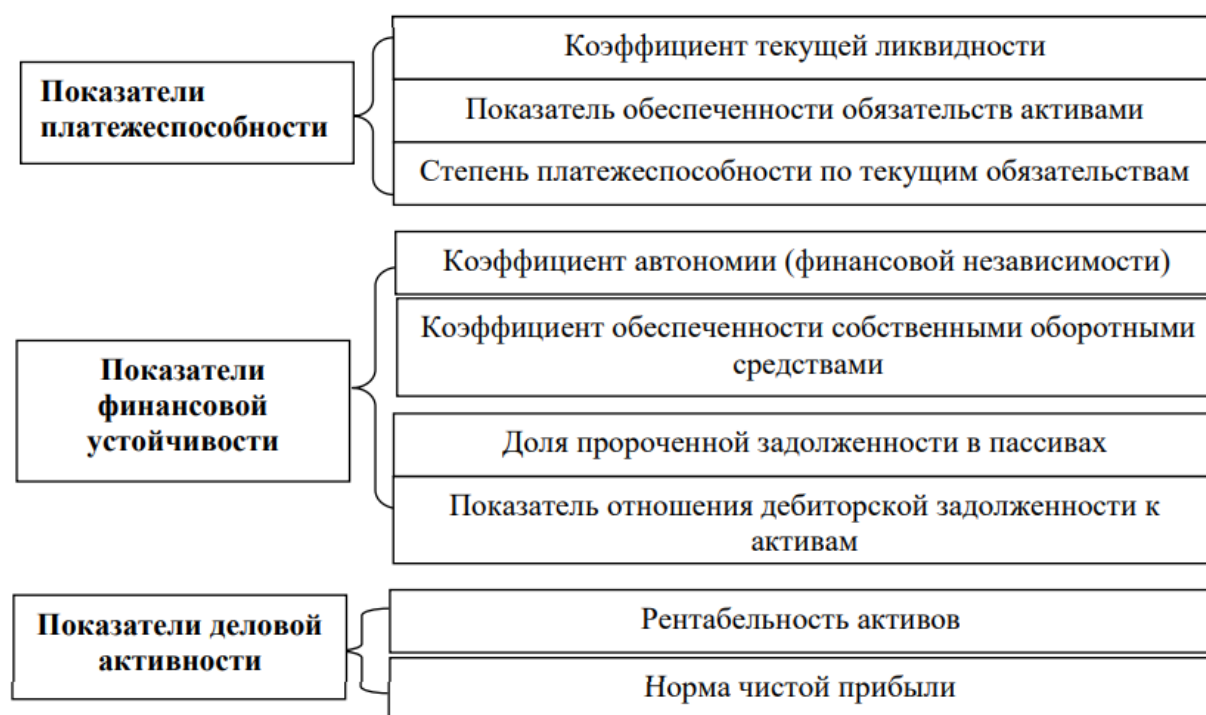 Показатели
платежеспособности
Коэффициент текущей ликвидности
Показатель обеспеченности обязательств активами
Степень платежеспособности по текущим обязательствам
Показатели
финансовой
устойчивости
Коэффициент автономии (финансовой независимости)
Коэффициент обеспеченности собственными оборотными
средствами
Доля пророченной задолженности в пассивах
Показатель отношения дебиторской задолженности к
активам
Показатели деловой
активности
Рентабельность активов
Норма чистой прибыли